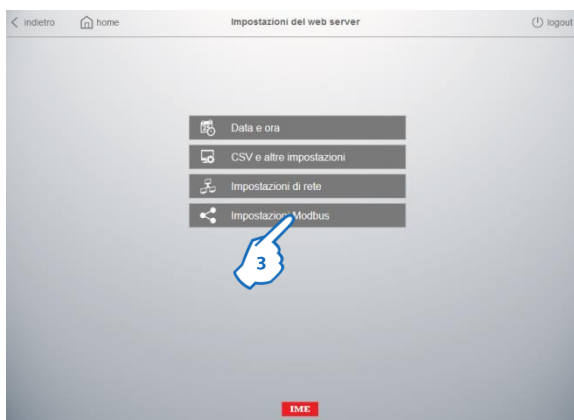 indietro home Impostazioni del web server logout
Data e ora
CSV e altre impostazioni
Impostazioni di rete
Impostazioni Modbus
3
IME